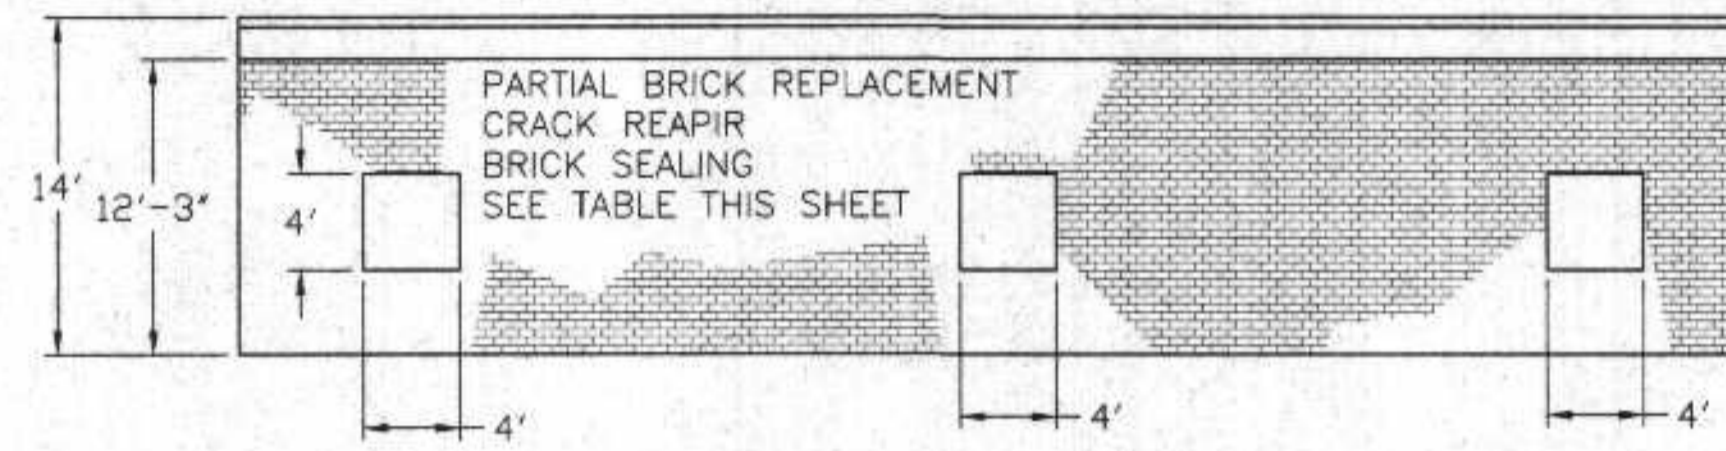 PARTIAL BRICK REPLACEMENT
CRACK REAPIR
BRICK SEALING
SEE TABLE THIS SHEET
14'
12'-3"
4'
4'
4'
4'